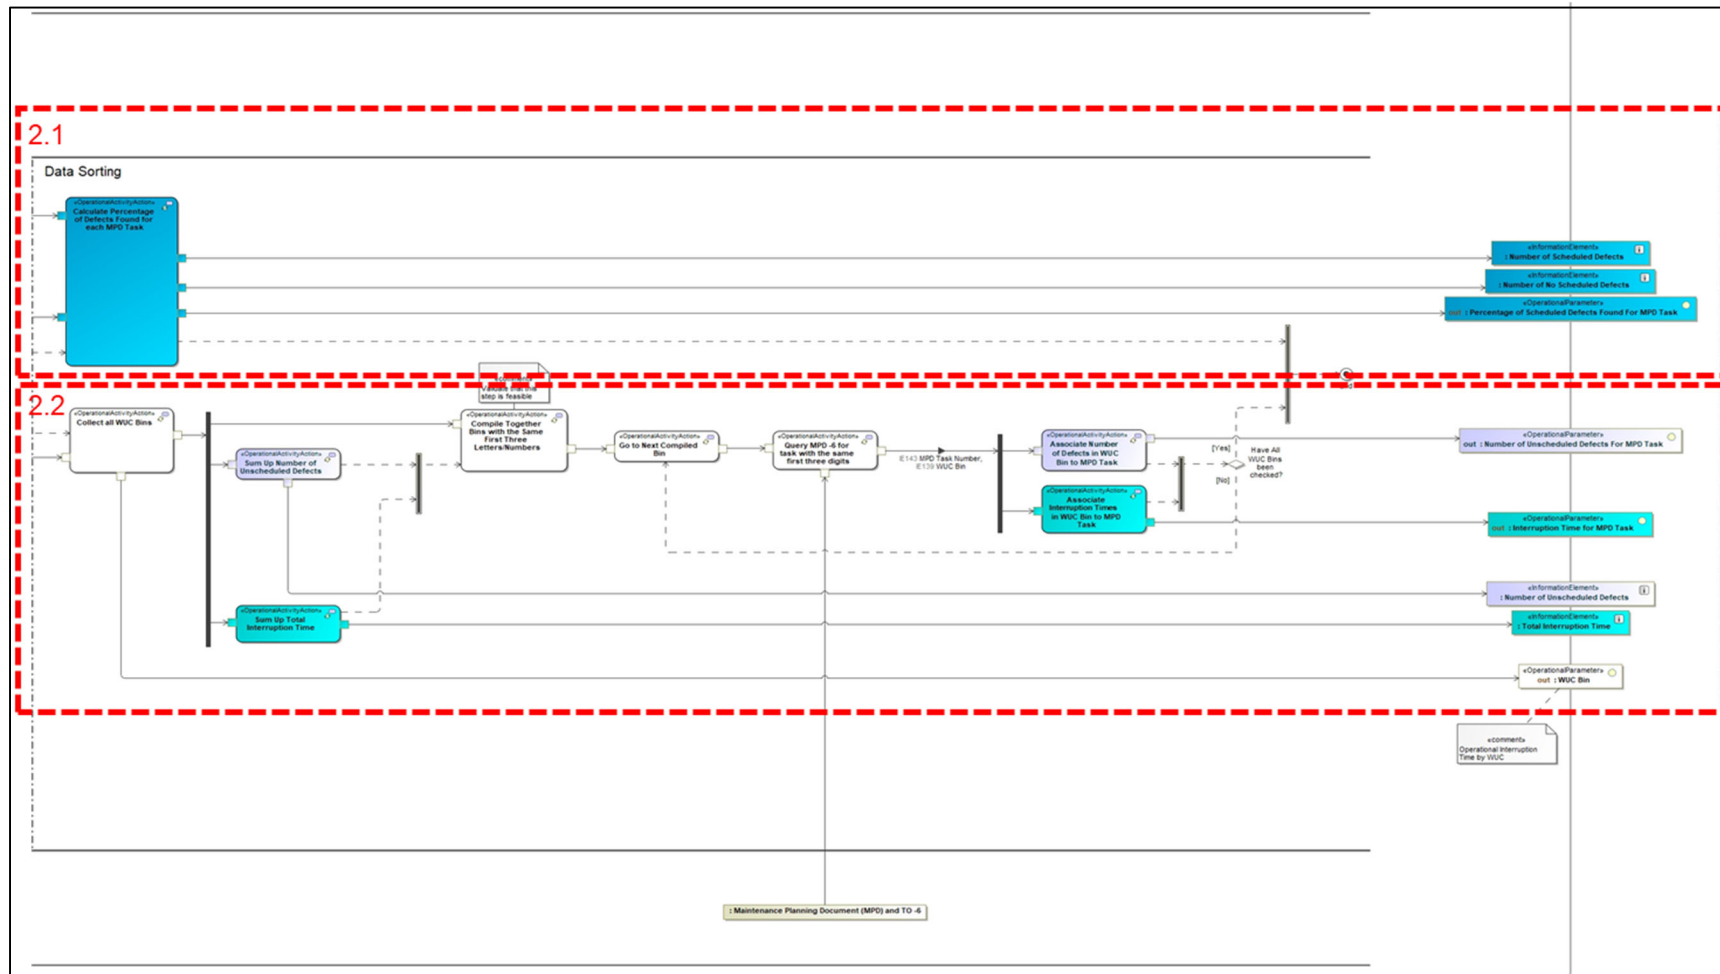 2.1
Data Sorting
«OperationalActivityAction»
Calculate Percentage
of Defects Found for
each MPD Task
«InformationElement»
: Number of Scheduled Defects
«InformationElement»
: Number of No Scheduled Defects
«OperationalParameter»
out : Percentage of Scheduled Defects Found For MPD Task
2.2
«comment»
Validate that this
step is feasible
«OperationalActivityAction»
Collect all WUC Bins
«OperationalActivityAction»
Sum Up Number of
Unscheduled Defects
«OperationalActivityAction»
Compile Together
Bins with the Same
First Three
Letters/Numbers
«OperationalActivityAction»
Go to Next Compiled
Bin
«OperationalActivityAction»
Query MPD -6 for
task with the same
first three digits
IE143 MPD Task Number,
IE139 WUC Bin
«OperationalActivityAction»
Associate Number
of Defects in WUC
Bin to MPD Task
«OperationalActivityAction»
Associate
Interruption Times
in WUC Bin to MPD
Task
[Yes]
[No]
Have All
WUC Bins
been
checked?
«OperationalParameter»
out : Number of Unscheduled Defects For MPD Task
«OperationalParameter»
out : Interruption Time for MPD Task
«InformationElement»
: Number of Unscheduled Defects
«OperationalActivityAction»
Sum Up Total
Interruption Time
«InformationElement»
: Total Interruption Time
«OperationalParameter»
out : WUC Bin
«comment»
Operational Interruption
Time by WUC
: Maintenance Planning Document (MPD) and TO -6